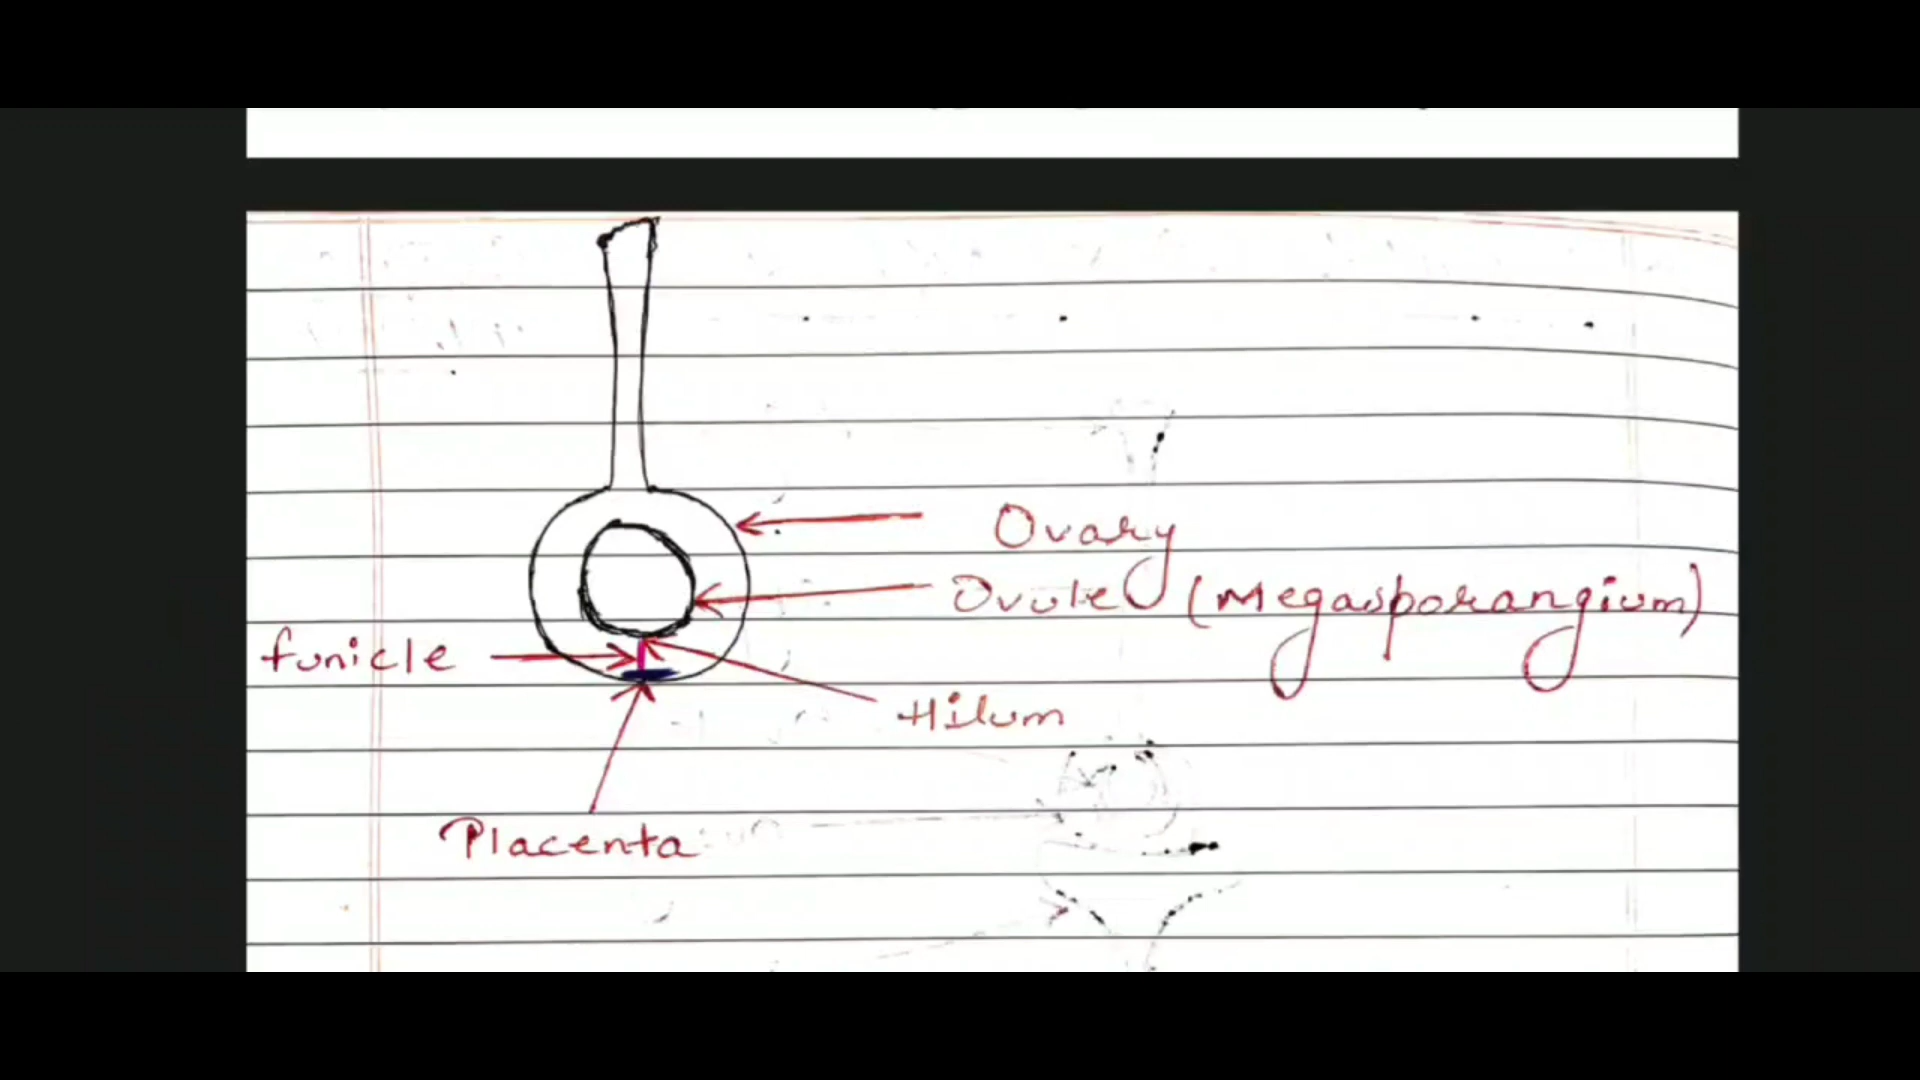 Ovary
Ovule (Megasporangium)
funicle
Hilum
Placenta